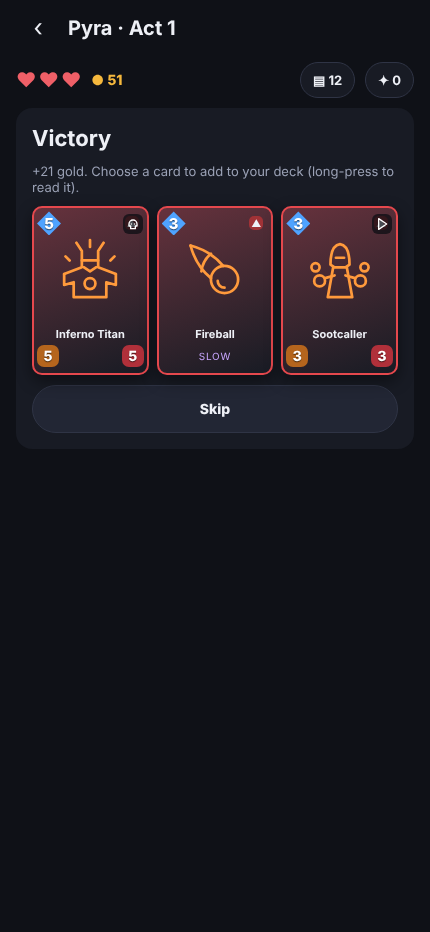 Pyra · Act 1
51
12
0
Victory
+21 gold. Choose a card to add to your deck (long-press to
read it).
5
Inferno Titan
5
5
3
Fireball
SLOW
3
Sootcaller
3
3
Skip